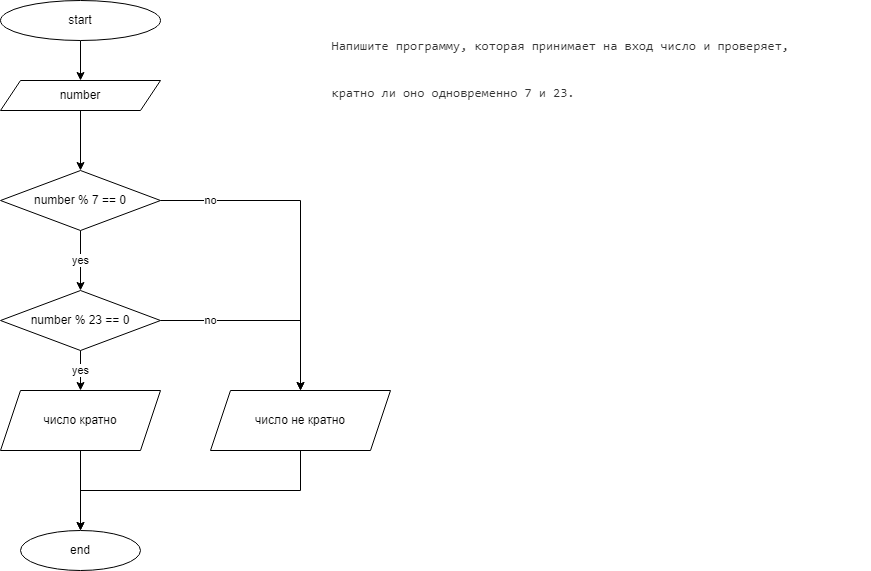 start
Напишите программу, которая принимает на вход число и проверяет,
кратно ли оно одновременно 7 и 23.
number
number % 7 == 0
no
yes
number % 23 == 0
no
yes
число кратно
число не кратно
end